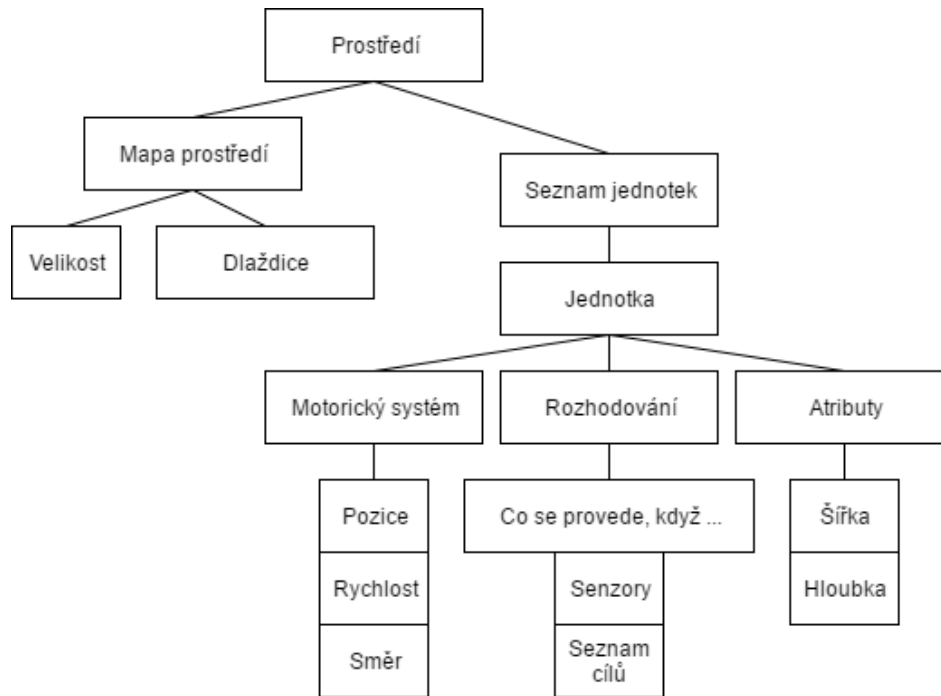 Prostředí
Mapa prostředí
Seznam jednotek
Velikost
Dlaždice
Jednotka
Motorický systém
Rozhodování
Atributy
Pozice
Co se provede, když ...
Šířka
Rychlost
Senzory
Hloubka
Směr
Seznam
cílů